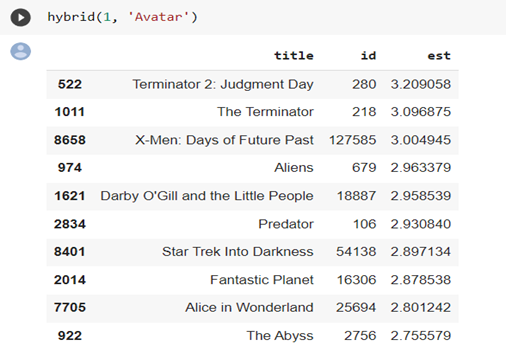 hybrid(1, 'Avatar')
title id est
522 Terminator 2: Judgment Day 280 3.209058
1011 The Terminator 218 3.096875
8658 X-Men: Days of Future Past 127585 3.004945
974 Aliens 679 2.963379
1621 Darby O'Gill and the Little People 18887 2.958539
2834 Predator 106 2.930840
8401 Star Trek Into Darkness 54138 2.897134
2014 Fantastic Planet 16306 2.878538
7705 Alice in Wonderland 25694 2.801242
922 The Abyss 2756 2.755579